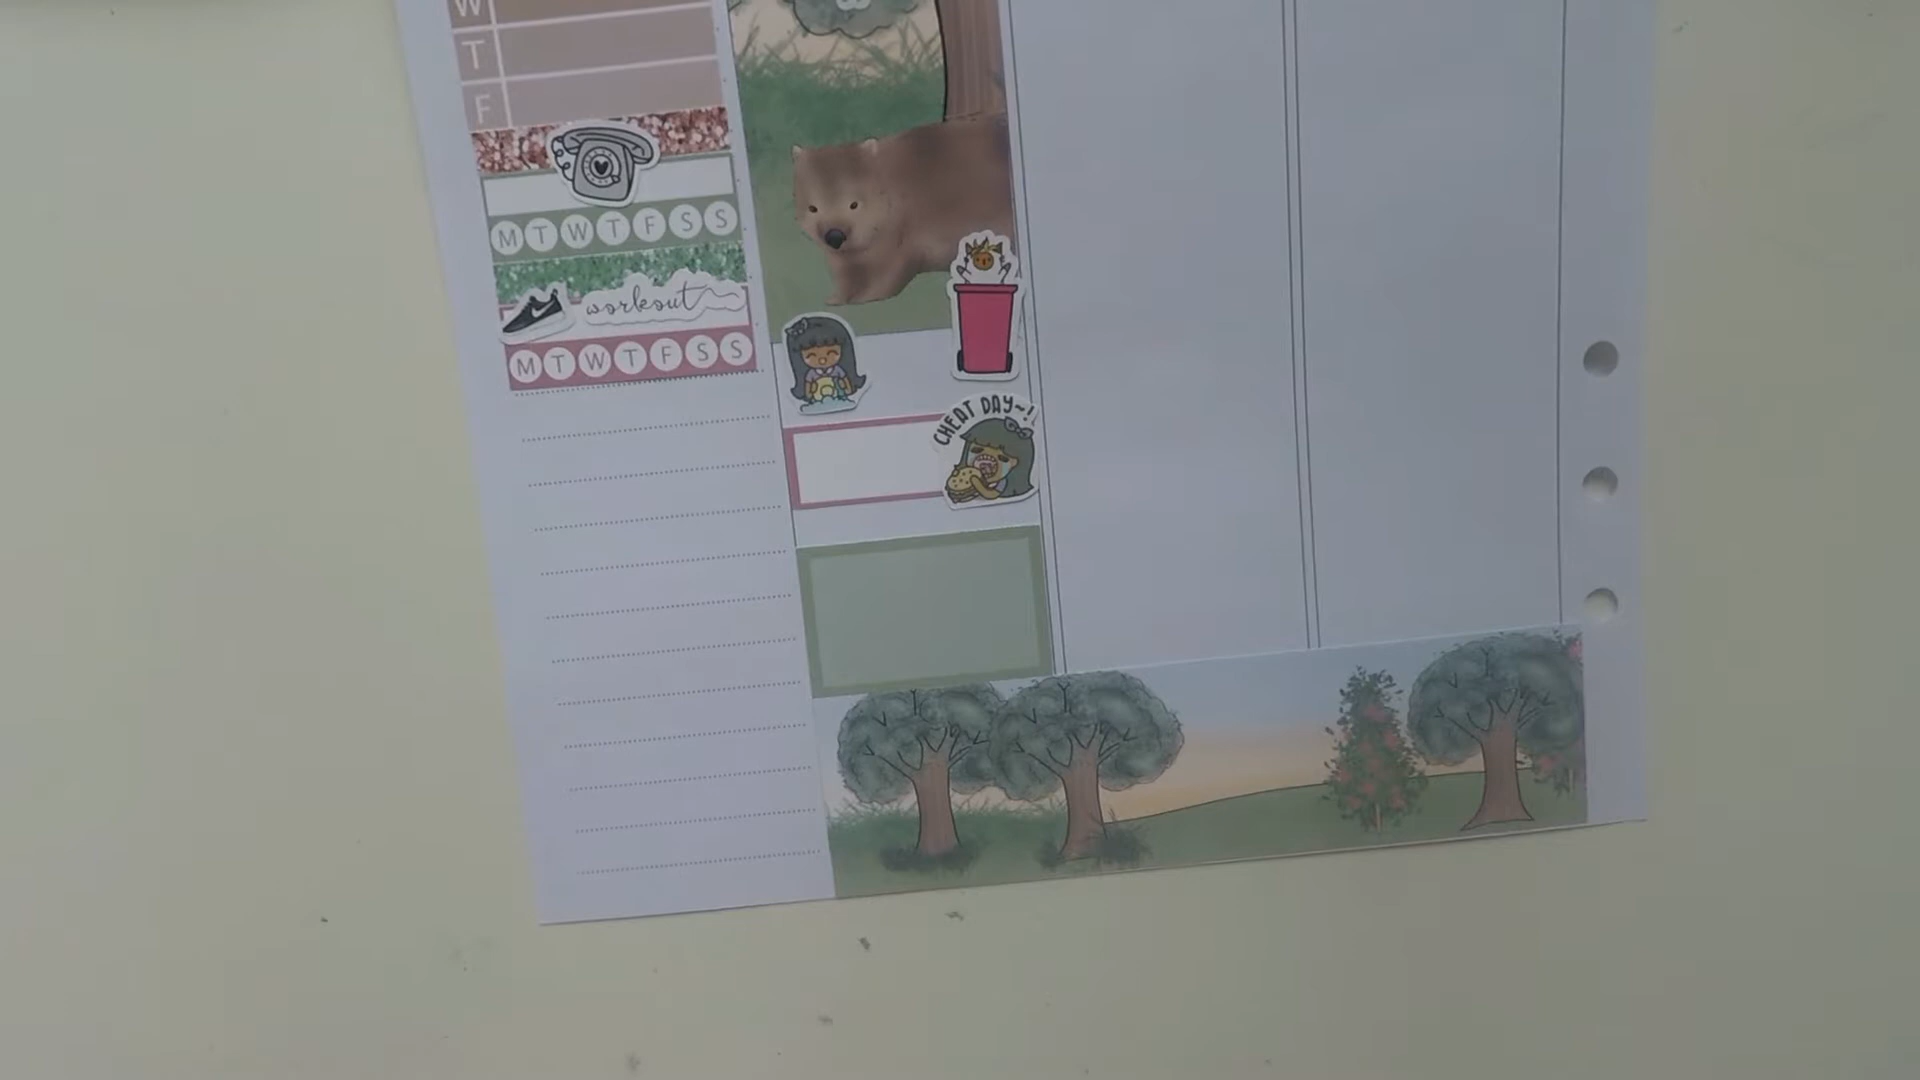 W
T
F
M T W T F S S
workout
M T W T F S S
CHEAT DAY~!